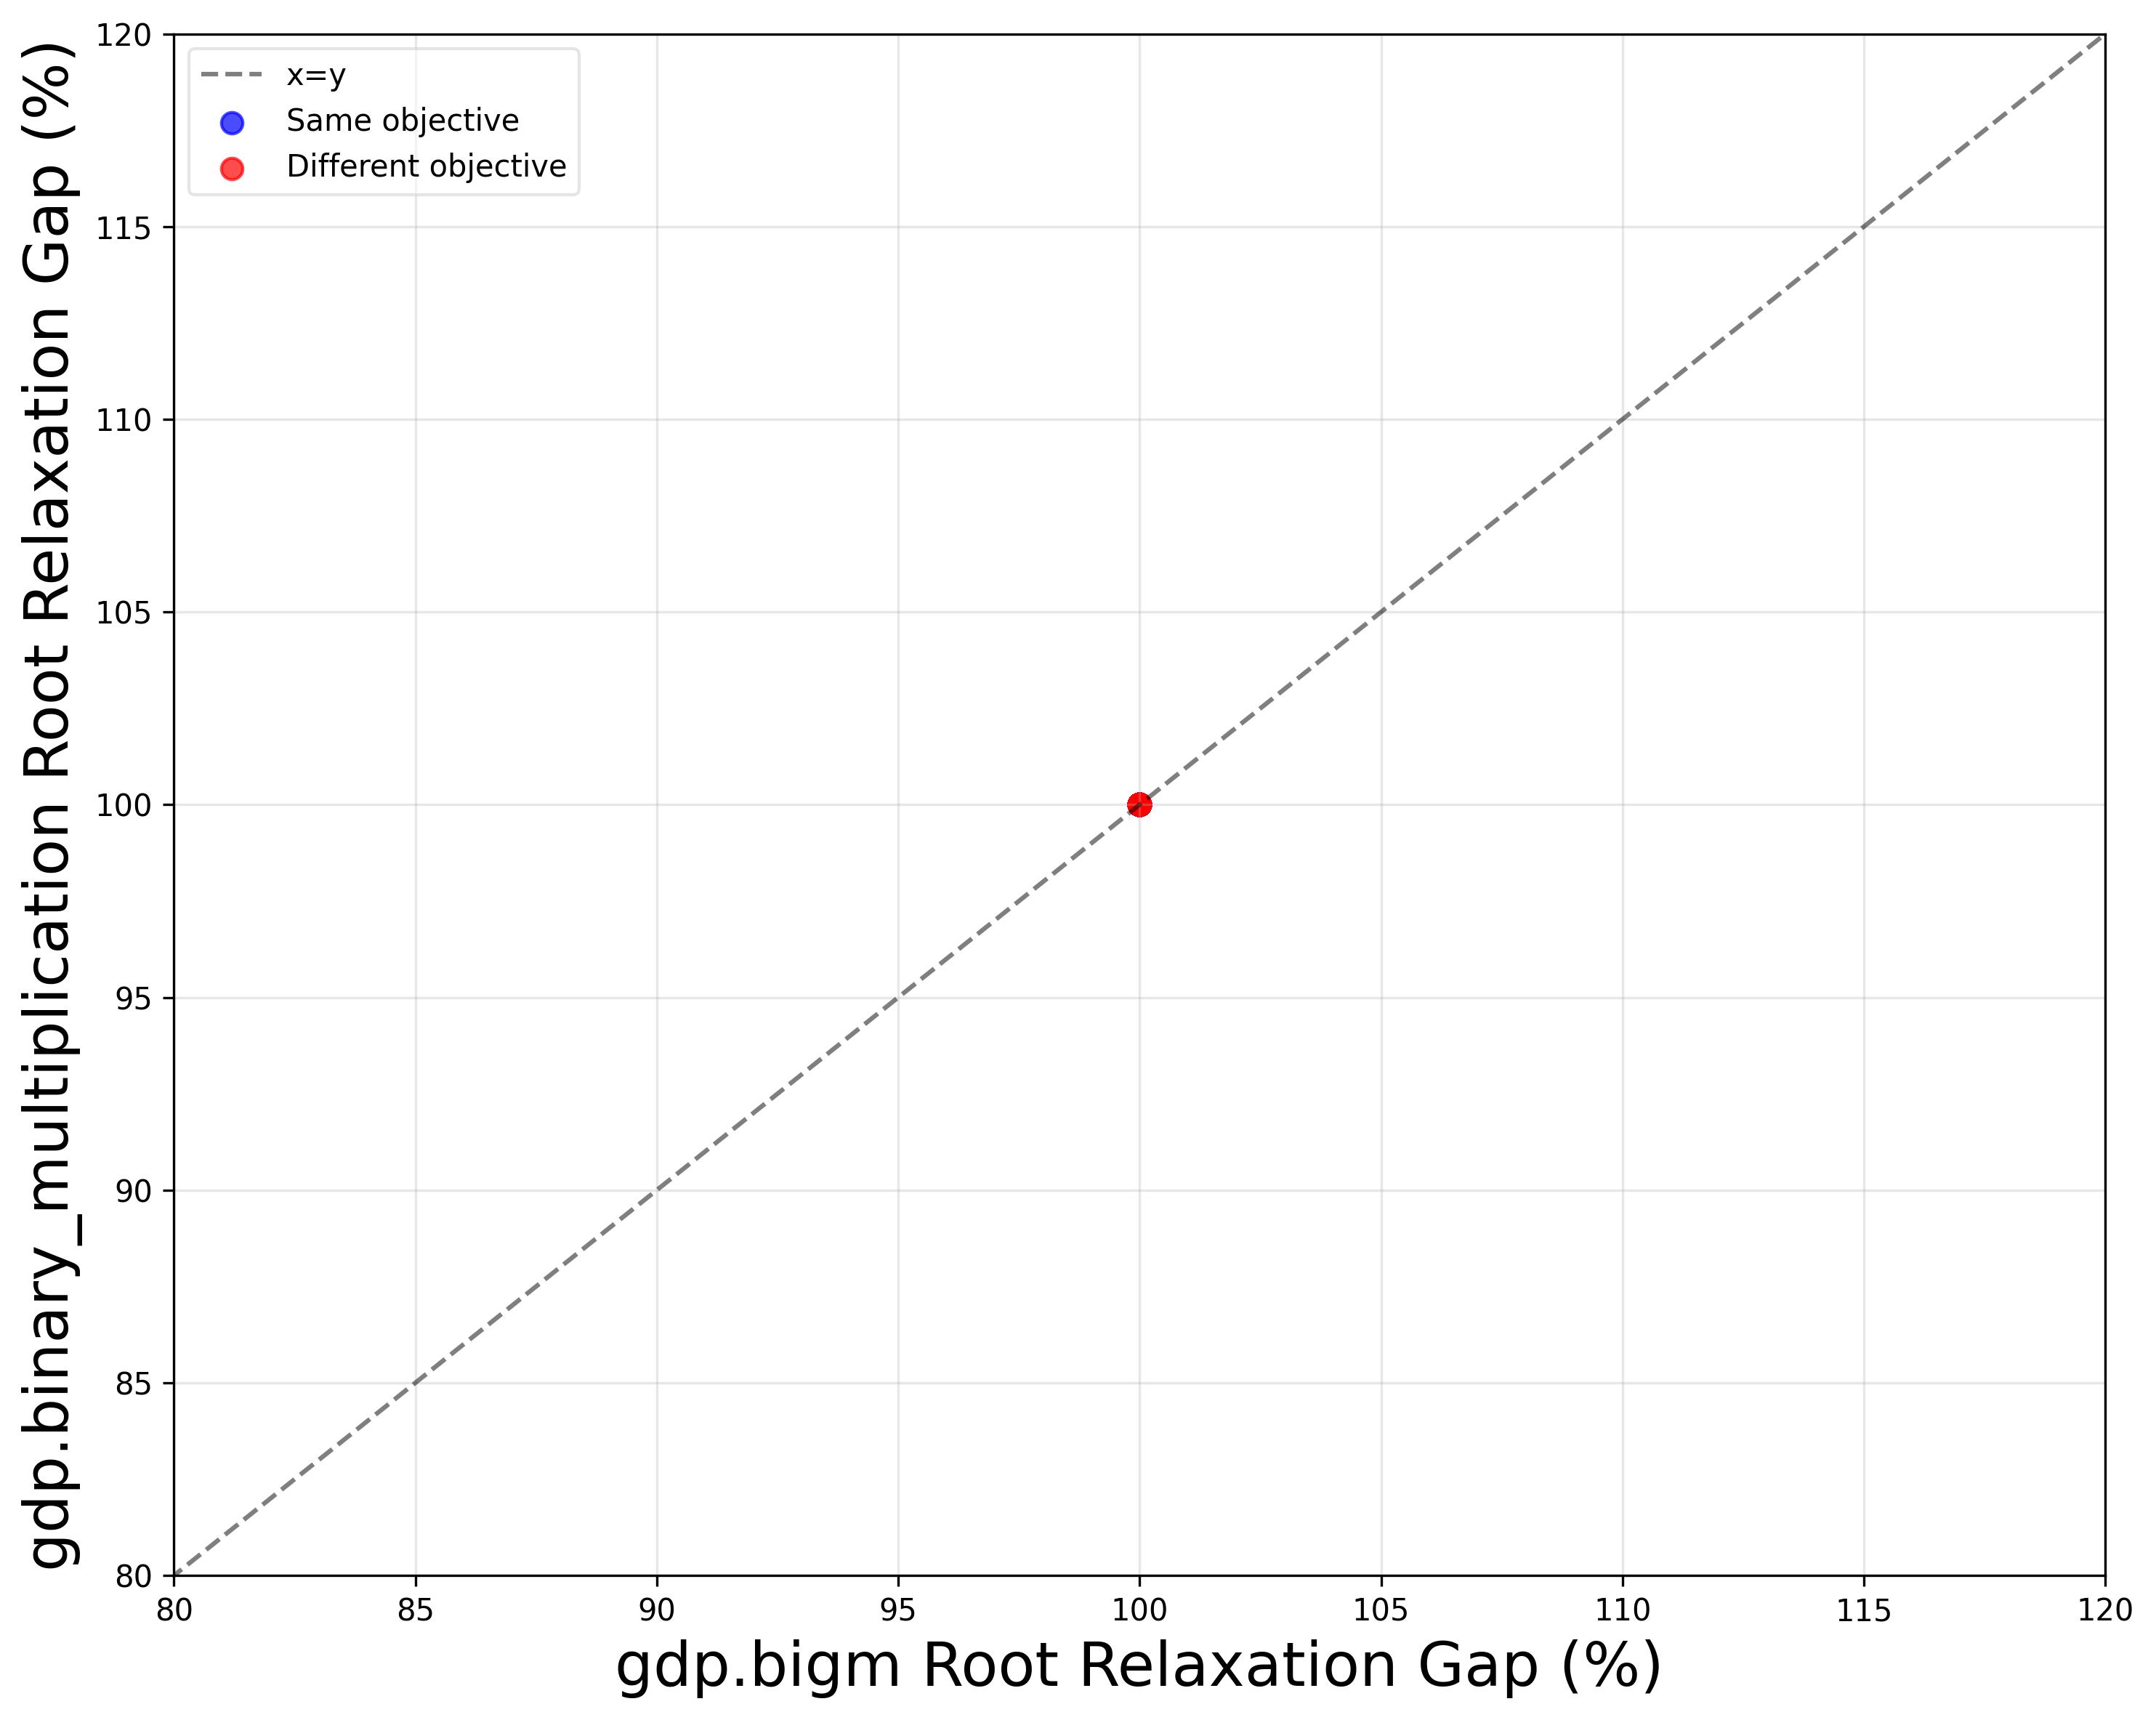 x=y
Same objective
Different objective
gdp.binary_multiplication Root Relaxation Gap (%)
120
115
110
105
100
95
90
85
80
80 85 90 95 100 105 110 115 120
gdp.bigm Root Relaxation Gap (%)